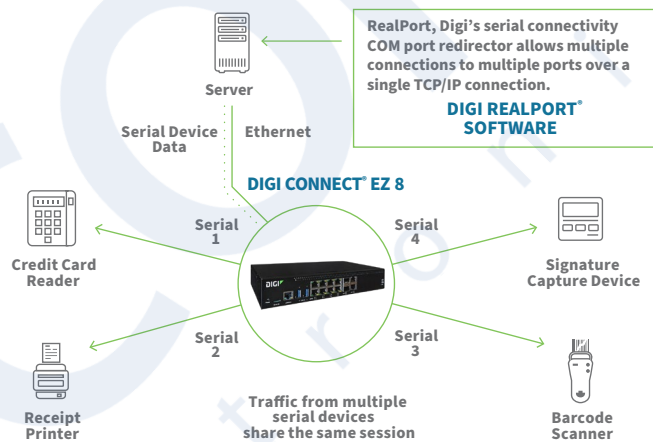 RealPort, Digi’s serial connectivity
COM port redirector allows multiple
connections to multiple ports over a
single TCP/IP connection.
DIGI REALPORT®
SOFTWARE
Server
Serial Device
Data
Ethernet
DIGI CONNECT® EZ 8
Serial
1
Serial
4
Credit Card
Reader
Signature
Capture Device
DIGI
Serial
2
Serial
3
Receipt
Printer
Traffic from multiple
serial devices
share the same session
Barcode
Scanner